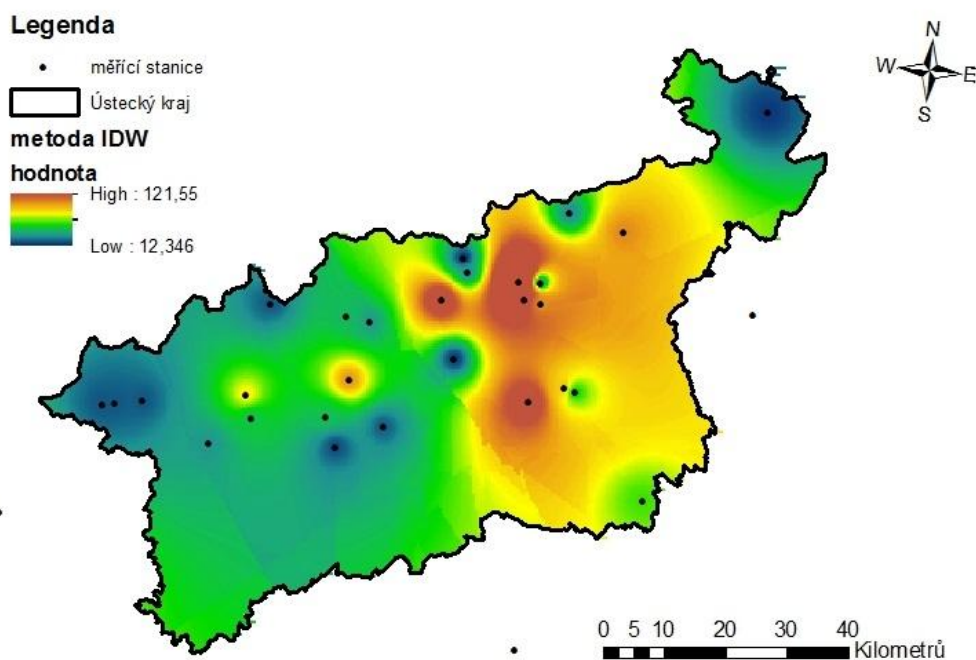 Legenda
měřící stanice
Ústecký kraj
metoda IDW
hodnota
High : 121,55
Low : 12,346
N
W E
S
0 5 10 20 30 40
Kilometrů